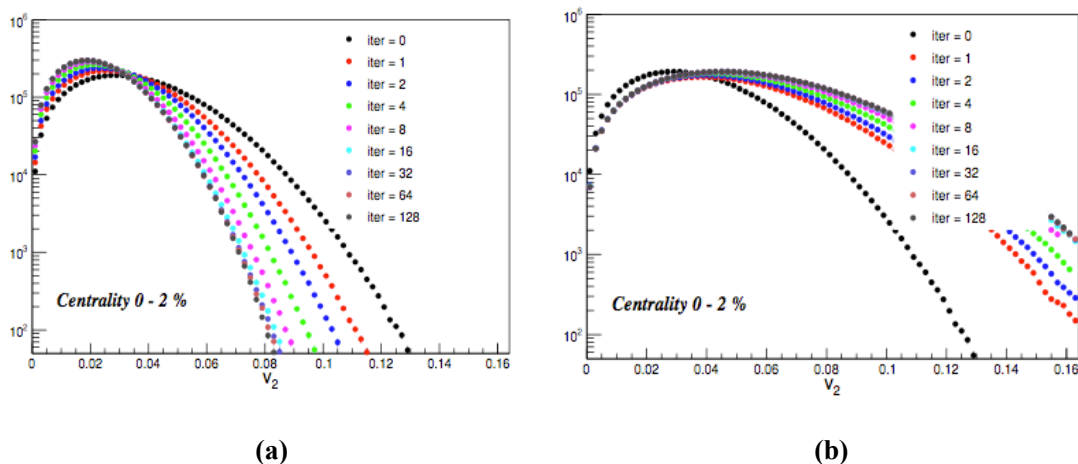 10^6
10^5
10^4
10^3
10^2
iter = 0
iter = 1
iter = 2
iter = 4
iter = 8
iter = 16
iter = 32
iter = 64
iter = 128
Centrality 0 - 2 %
0 0.02 0.04 0.06 0.08 0.1 0.12 0.14 0.16
V2
(a)
10^6
10^5
10^4
10^3
10^2
iter = 0
iter = 1
iter = 2
iter = 4
iter = 8
iter = 16
iter = 32
iter = 64
iter = 128
Centrality 0 - 2 %
0 0.02 0.04 0.06 0.08 0.1 0.12 0.14 0.16
V2
(b)